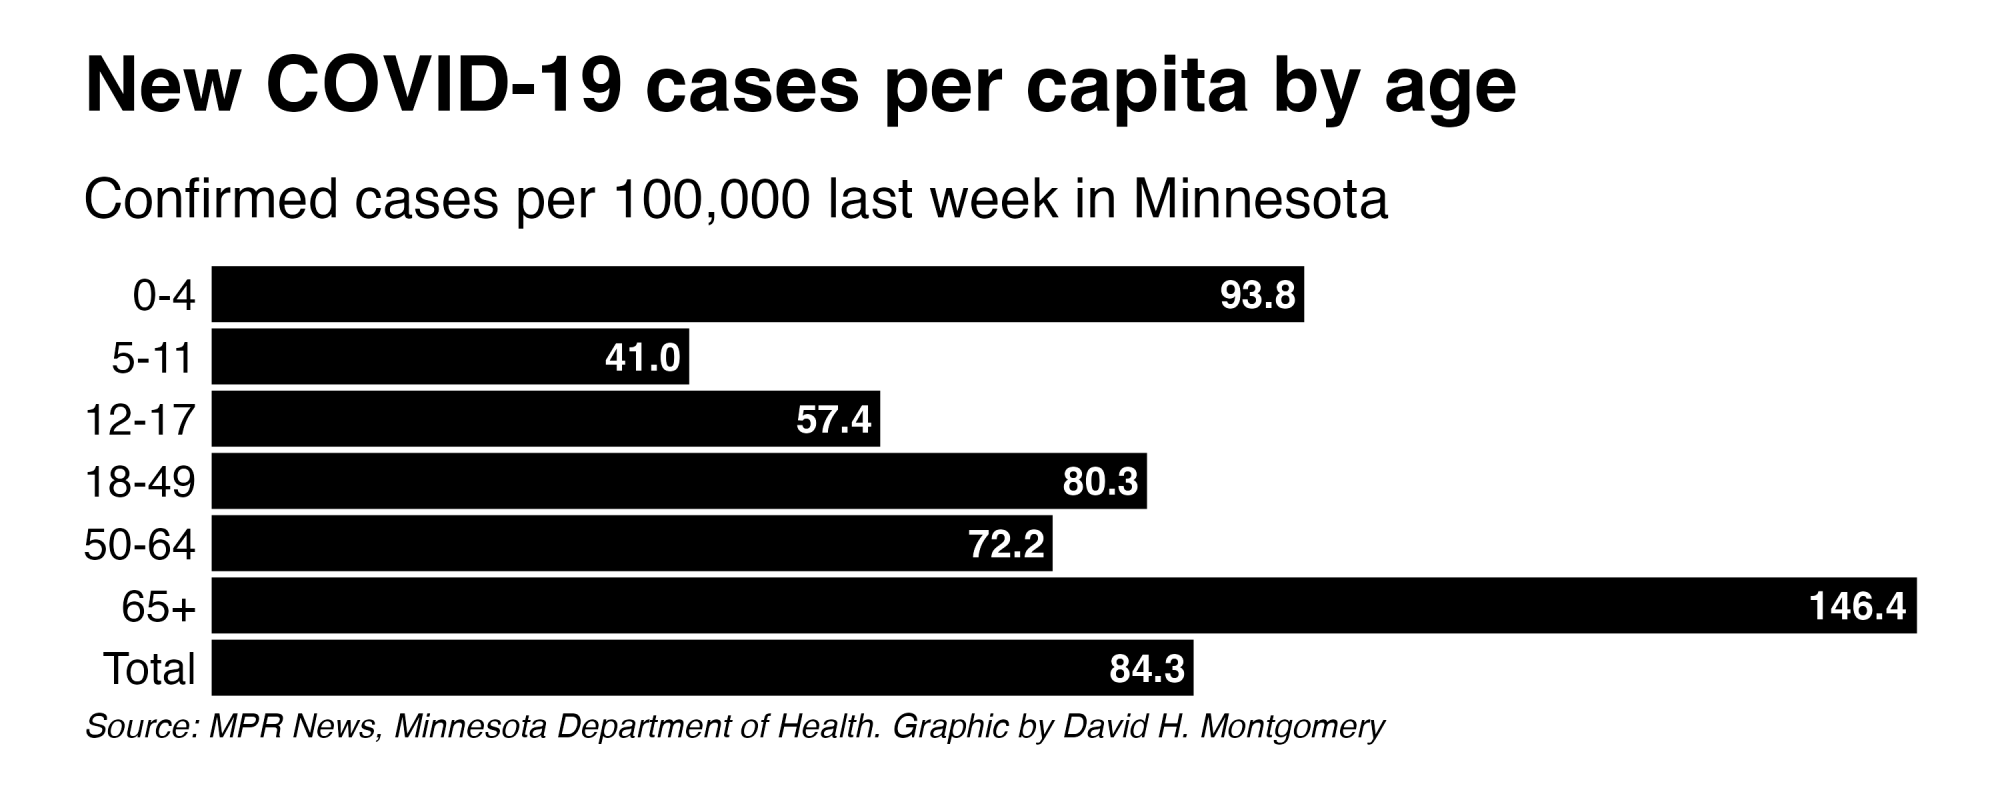 New COVID-19 cases per capita by age
Confirmed cases per 100,000 last week in Minnesota
0-4 93.8
5-11 41.0
12-17 57.4
18-49 80.3
50-64 72.2
65+ 146.4
Total 84.3
Source: MPR News, Minnesota Department of Health. Graphic by David H. Montgomery